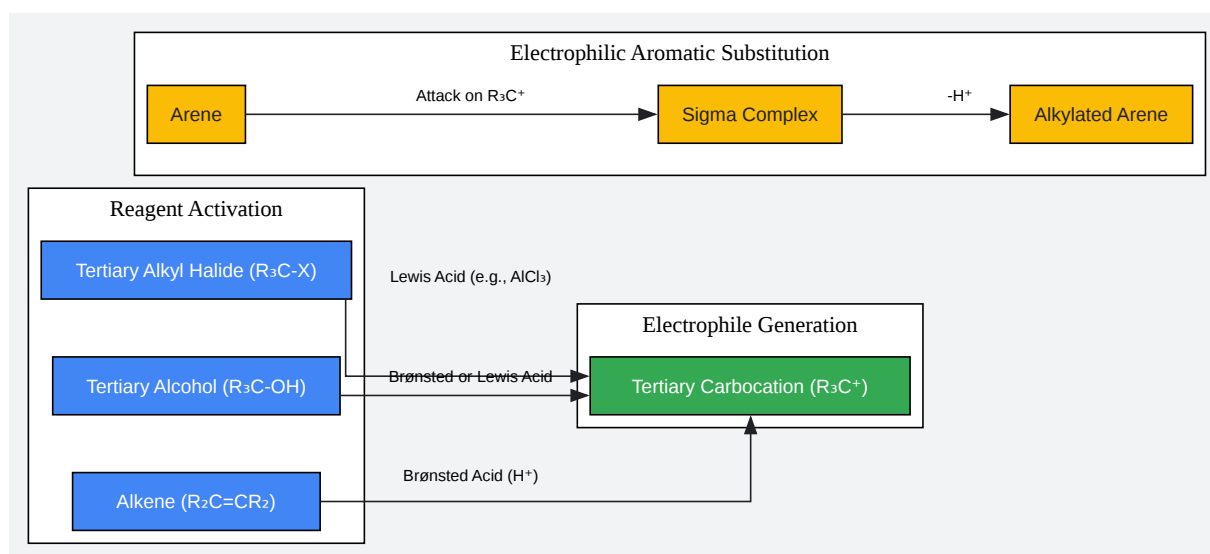 Electrophilic Aromatic Substitution
Arene
Attack on R₃C⁺
Sigma Complex
-H⁺
Alkylated Arene
Reagent Activation
Tertiary Alkyl Halide (R₃C-X)
Lewis Acid (e.g., AlCl₃)
Electrophile Generation
Tertiary Alcohol (R₃C-OH)
Brønsted or Lewis Acid
Tertiary Carbocation (R₃C⁺)
Brønsted Acid (H⁺)
Alkene (R₂C=CR₂)